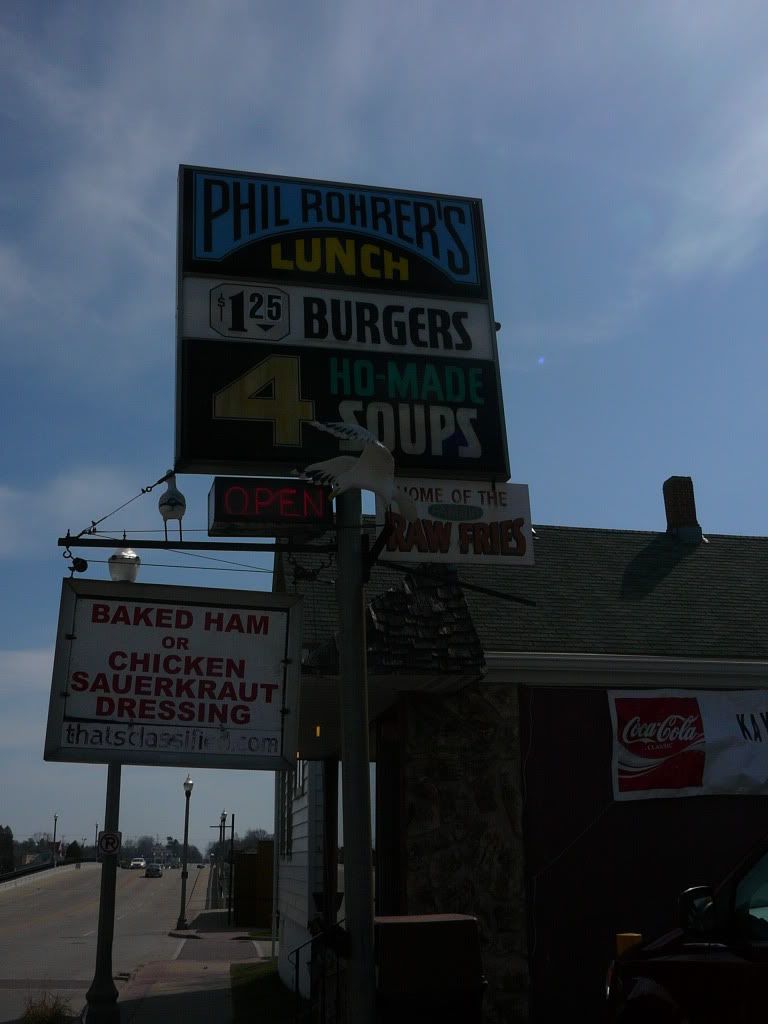 PHIL ROHRER'S
LUNCH
$1.25 BURGERS
4 HO-MADE
SOUPS
OPEN
HOME OF THE
RAW FRIES
BAKED HAM
OR
CHICKEN
SAUERKRAUT
DRESSING
thatsclassified.com
Coca-Cola
CLASSIC